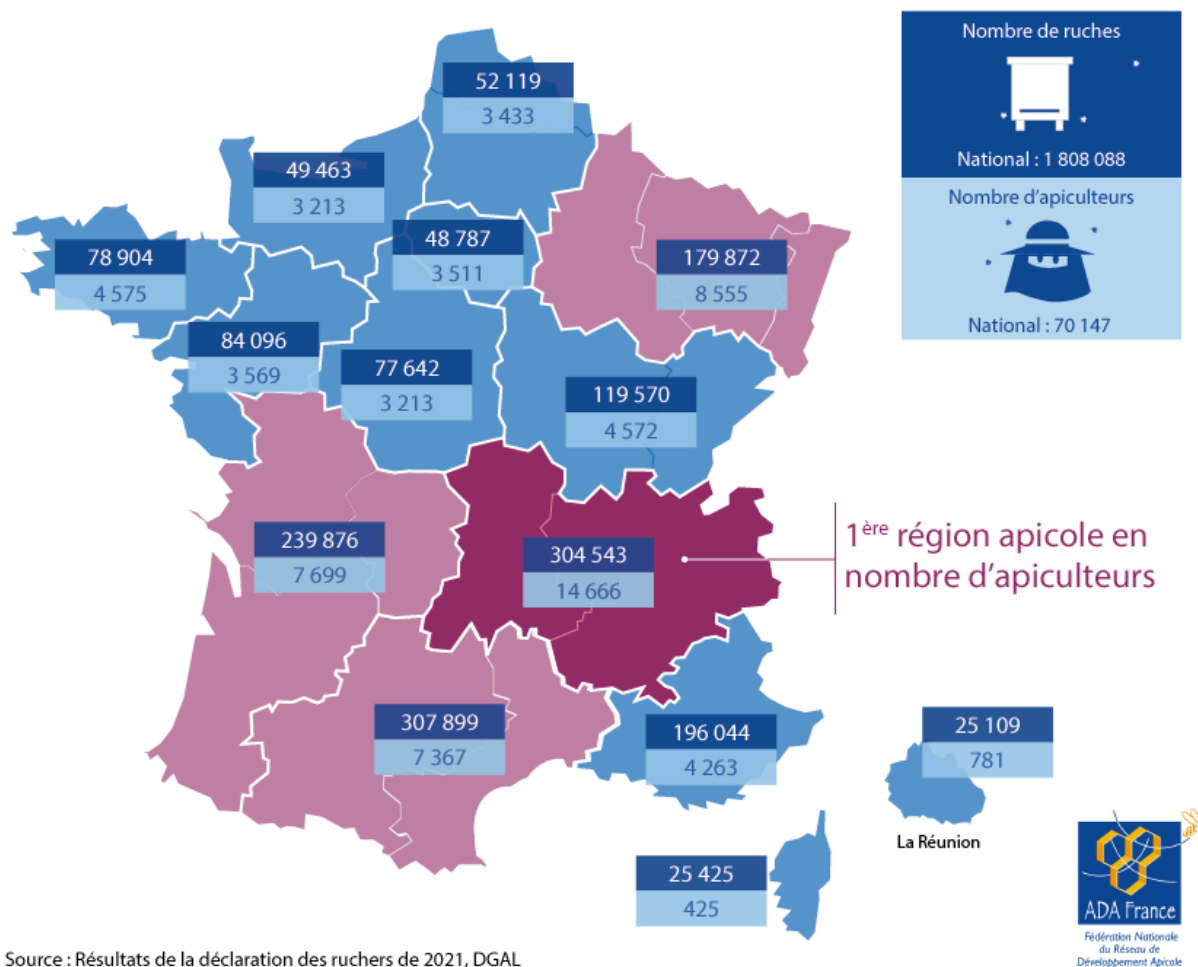 Nombre de ruches
National : 1 808 088
Nombre d'apiculteurs
National : 70 147
52 119
3 433
49 463
3 213
48 787
3 511
179 872
8 555
78 904
4 575
84 096
3 569
77 642
3 213
119 570
4 572
239 876
7 699
304 543
14 666
1ère région apicole en
nombre d'apiculteurs
307 899
7 367
196 044
4 263
25 109
781
La Réunion
25 425
425
ADA France
Fédération Nationale
du Réseau de
Développement Apicole
Source : Résultats de la déclaration des ruchers de 2021, DGAL